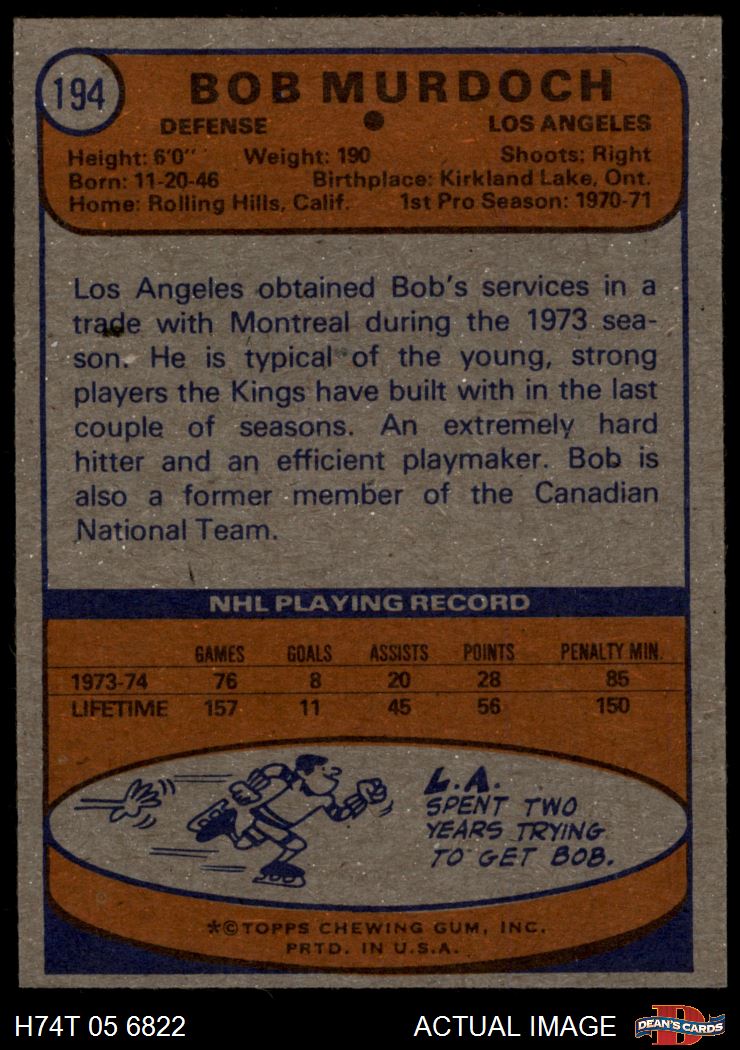 194
BOB MURDOCH
DEFENSE LOS ANGELES
Height: 6'0" Weight: 190 Shoots: Right
Born: 11-20-46 Birthplace: Kirkland Lake, Ont.
Home: Rolling Hills, Calif. 1st Pro Season: 1970-71
Los Angeles obtained Bob's services in a
trade with Montreal during the 1973 sea-
son. He is typical of the young, strong
players the Kings have built with in the last
couple of seasons. An extremely hard
hitter and an efficient playmaker. Bob is
also a former member of the Canadian
National Team.
NHL PLAYING RECORD
GAMES GOALS ASSISTS POINTS PENALTY MIN.
1973-74 76 8 20 28 85
LIFETIME 157 11 45 56 150
L.A.
SPENT TWO
YEARS TRYING
TO GET BOB.
*©TOPPS CHEWING GUM, INC.
PRTD. IN U.S.A.
H74T 05 6822 ACTUAL IMAGE
D
DEAN'S CARDS